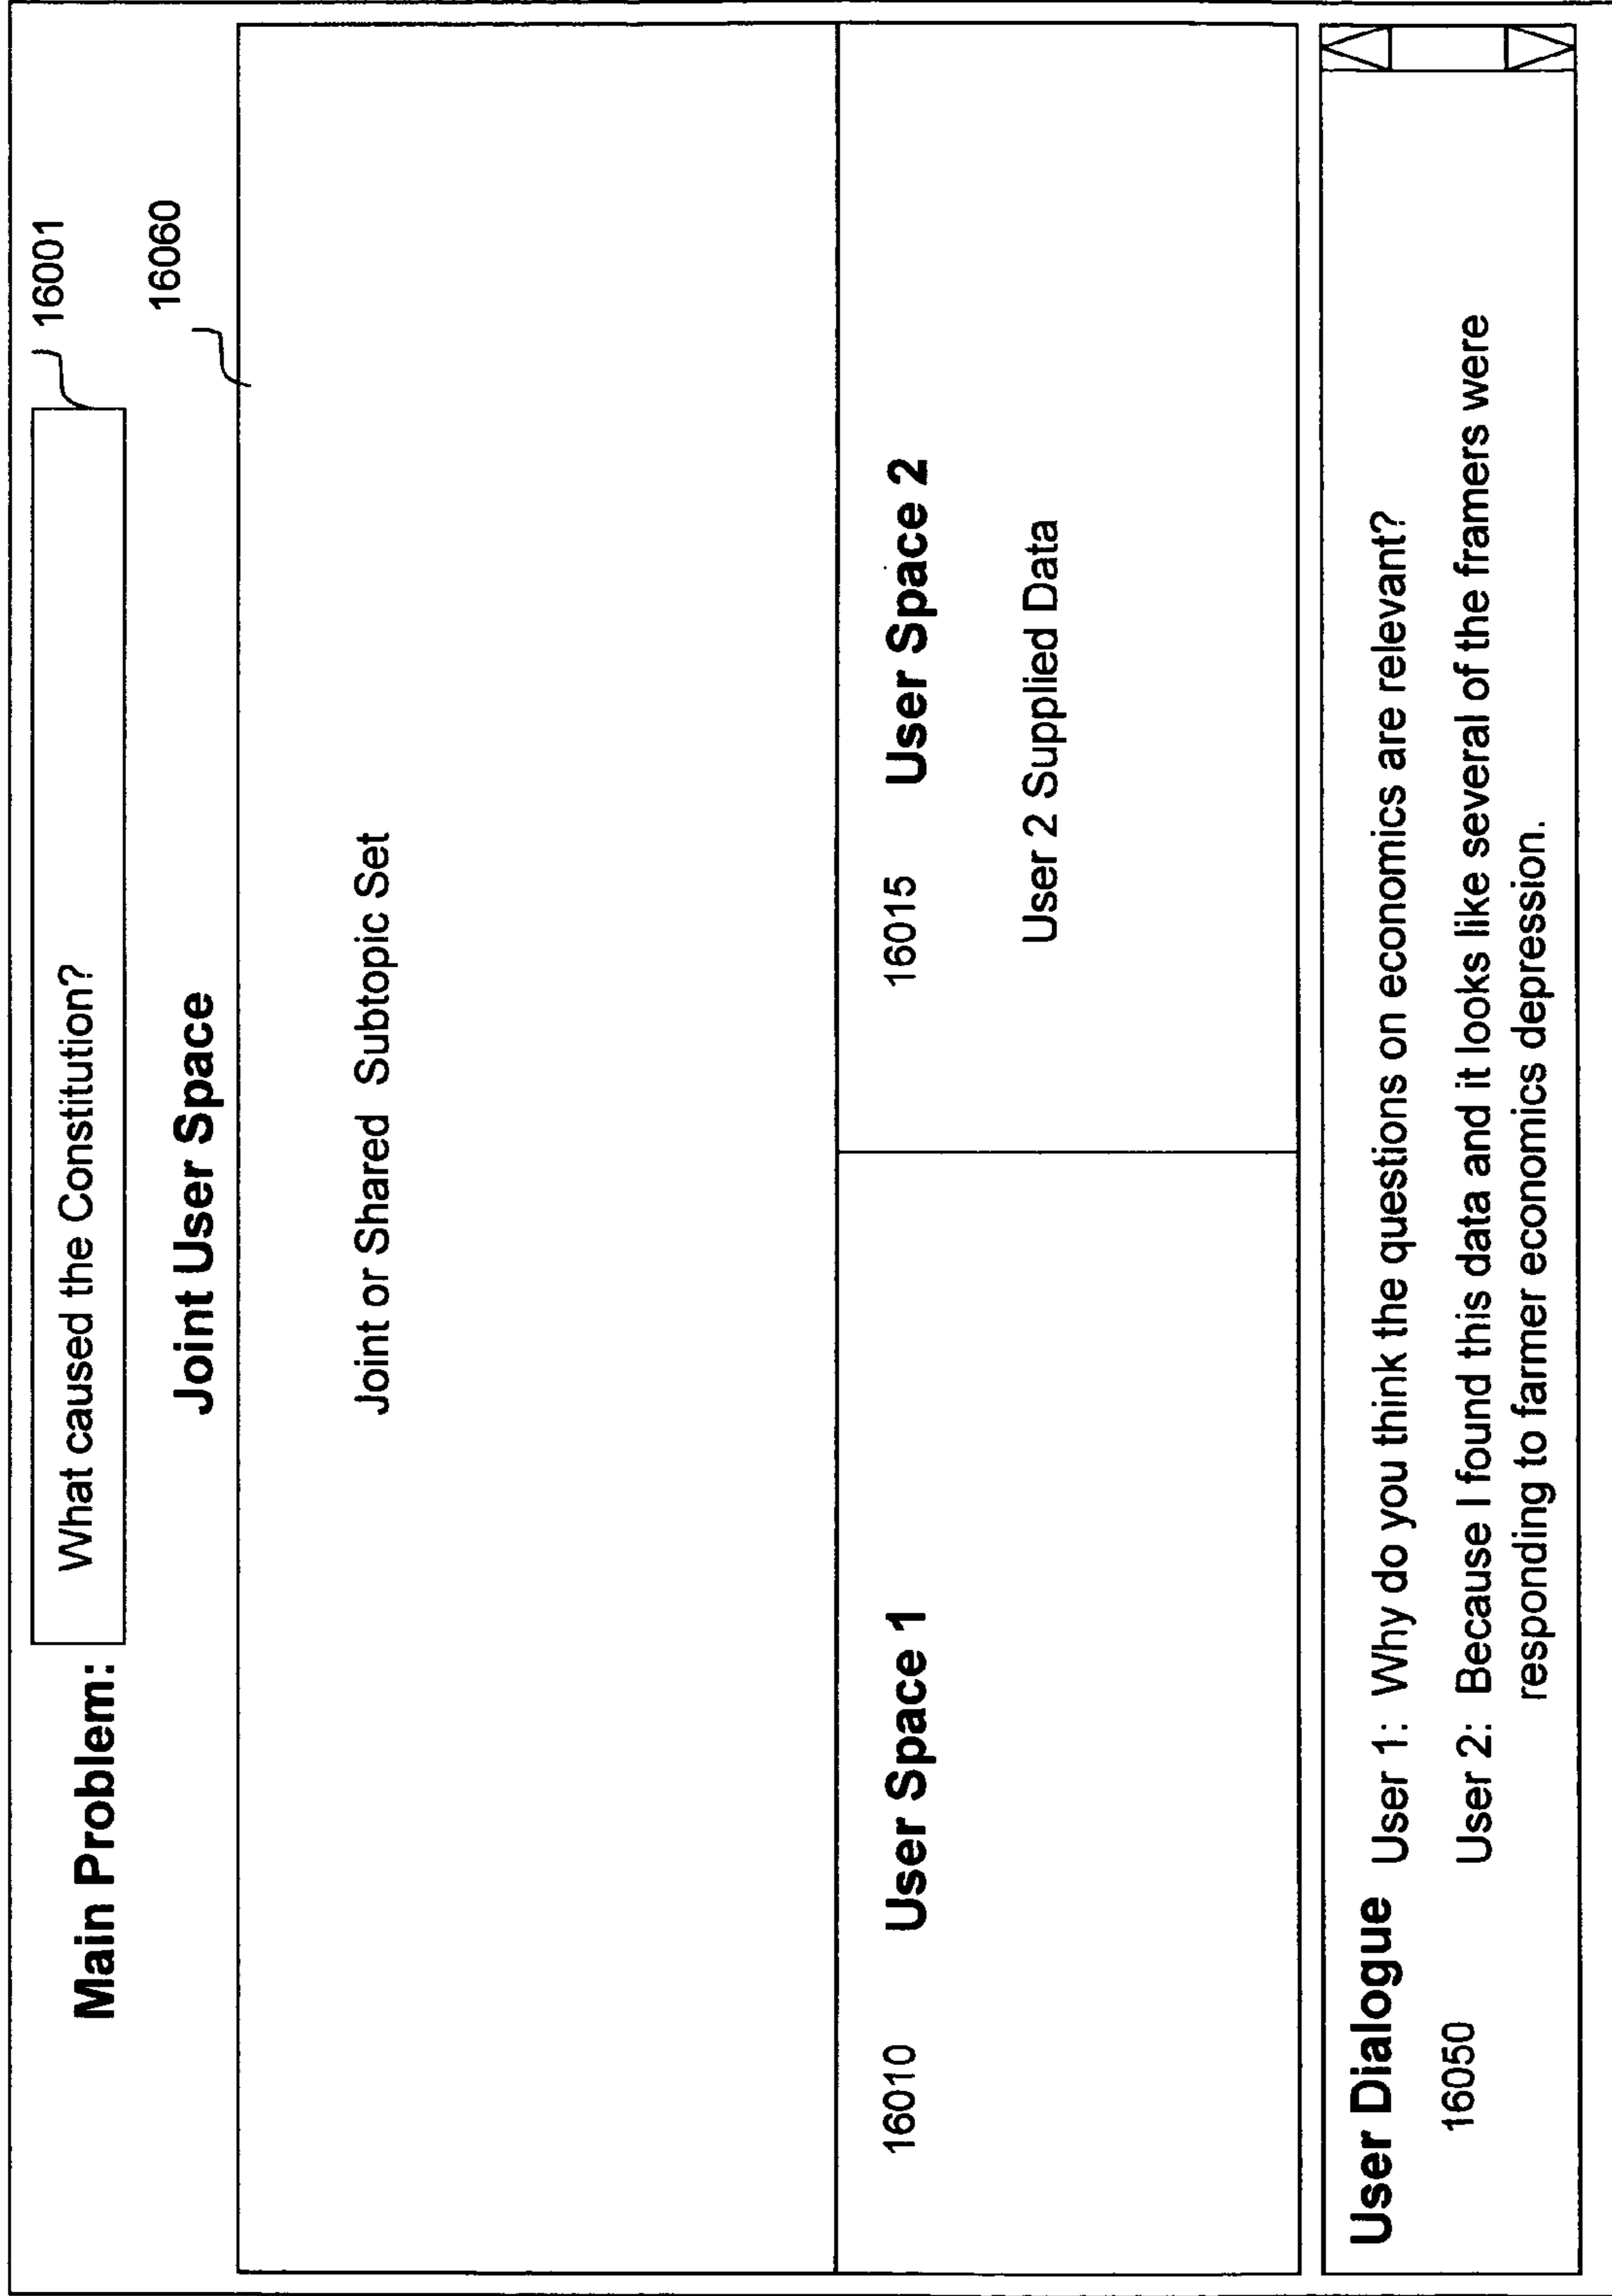 Main Problem: What caused the Constitution? 16001
Joint User Space 16060
Joint or Shared Subtopic Set
16010 User Space 1
16015 User Space 2
User 2 Supplied Data
User Dialogue
16050
User 1: Why do you think the questions on economics are relevant?
User 2: Because I found this data and it looks like several of the framers were
responding to farmer economics depression.